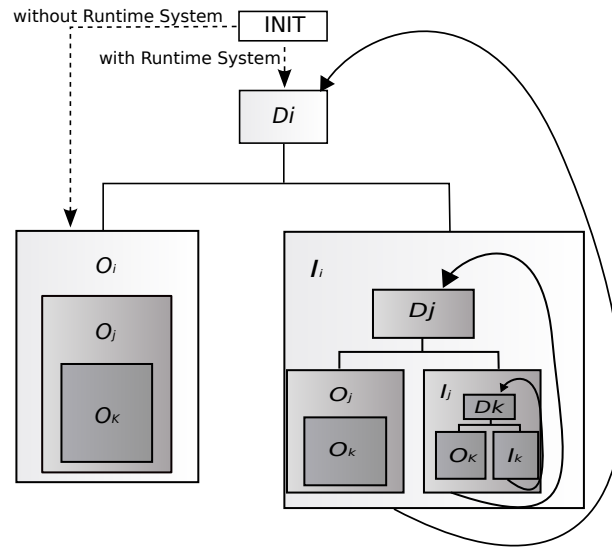 without Runtime System
INIT
with Runtime System
Di
Oi
Oj
OK
Ii
Dj
Oj
Ok
Ij
Dk
OK
Ik